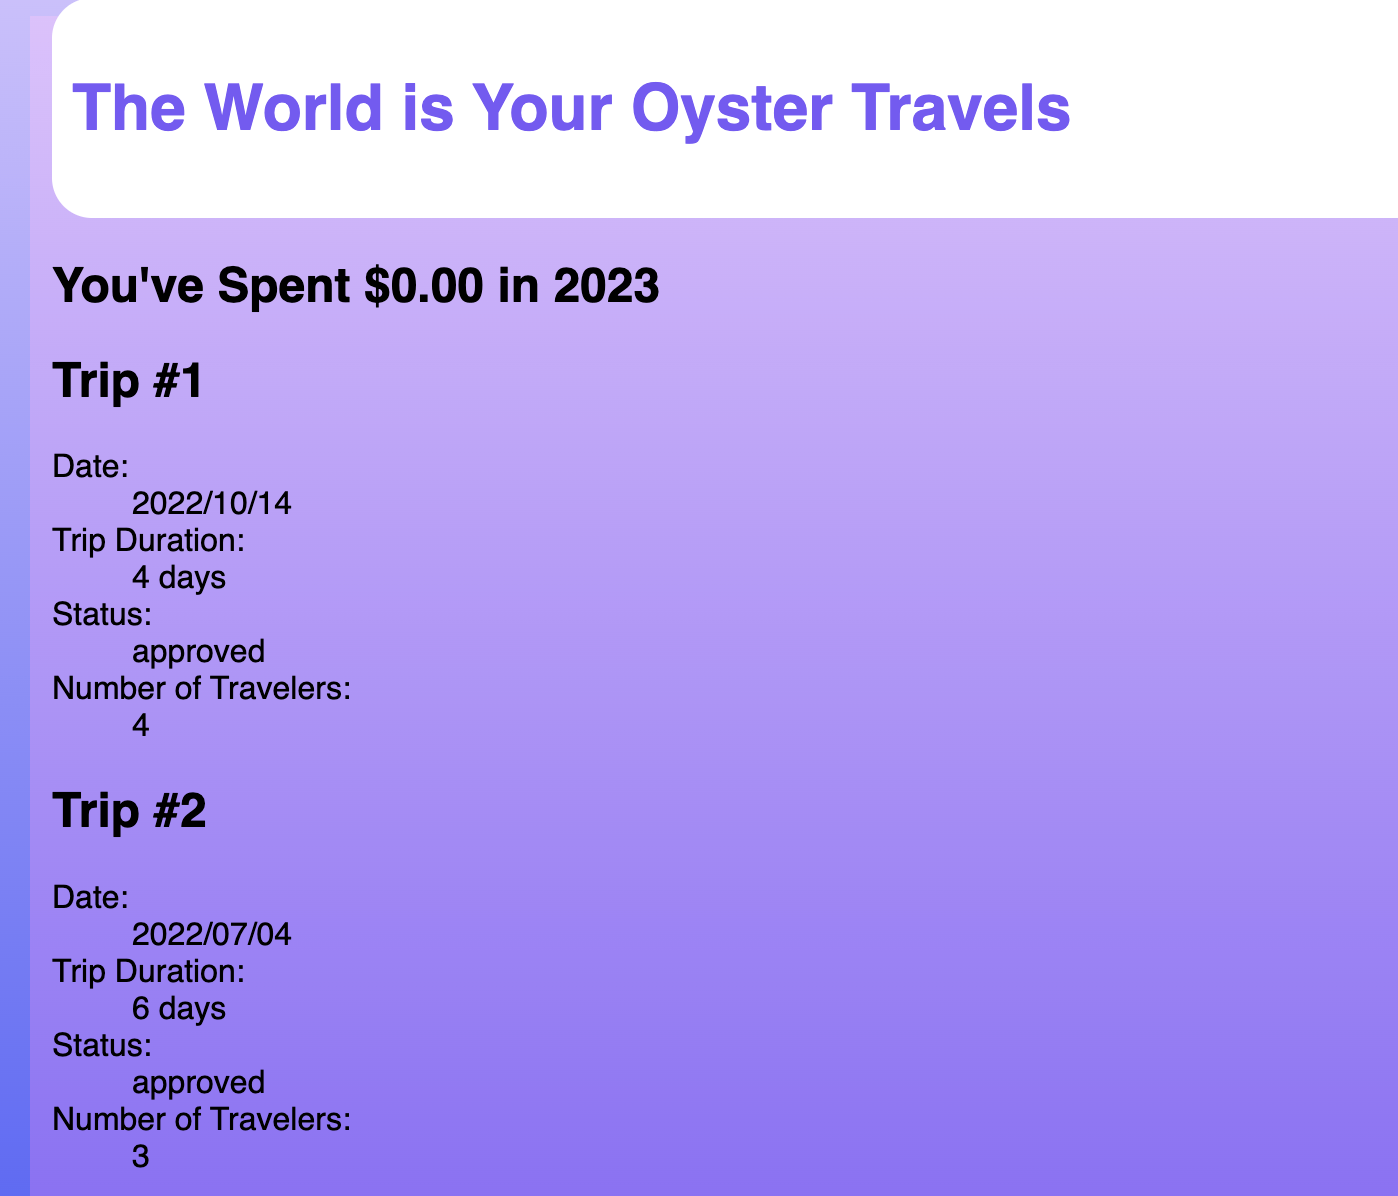 The World is Your Oyster Travels
You've Spent $0.00 in 2023
Trip #1
Date:
2022/10/14
Trip Duration:
4 days
Status:
approved
Number of Travelers:
4
Trip #2
Date:
2022/07/04
Trip Duration:
6 days
Status:
approved
Number of Travelers:
3